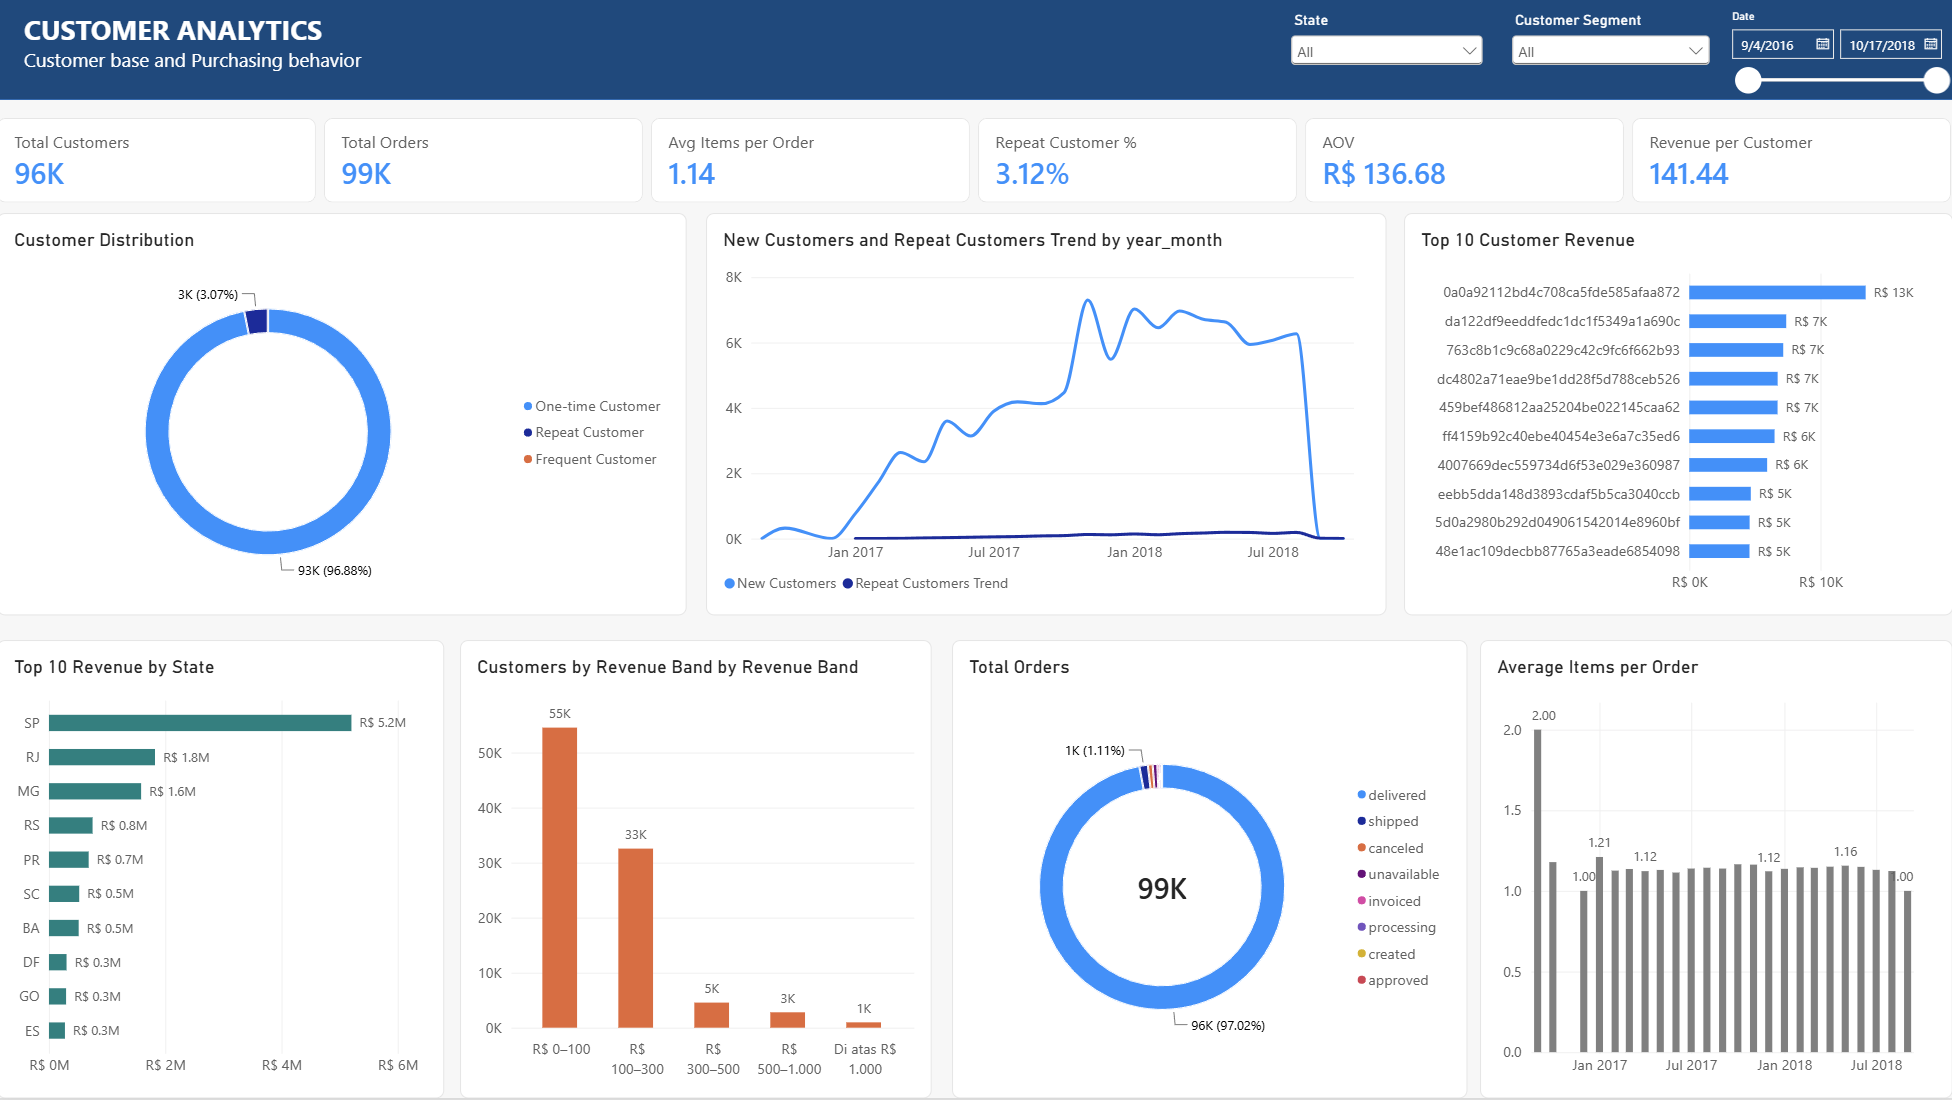 CUSTOMER ANALYTICS
Customer base and Purchasing behavior
State
All
Customer Segment
All
Date
9/4/2016
10/17/2018
Total Customers
96K
Total Orders
99K
Avg Items per Order
1.14
Repeat Customer %
3.12%
AOV
R$ 136.68
Revenue per Customer
141.44
Customer Distribution
3K (3.07%)
93K (96.88%)
One-time Customer
Repeat Customer
Frequent Customer
New Customers and Repeat Customers Trend by year_month
8K
6K
4K
2K
0K
Jan 2017
Jul 2017
Jan 2018
Jul 2018
New Customers
Repeat Customers Trend
Top 10 Customer Revenue
0a0a92112bd4c708ca5fde585afaa872 R$ 13K
da122df9eeddfedc1dc1f5349a1a690c R$ 7K
763c8b1c9c68a0229c42c9fc6f662b93 R$ 7K
dc4802a71eae9be1dd28f5d788ceb526 R$ 7K
459bef486812aa25204be022145caa62 R$ 7K
ff4159b92c40ebe40454e3e6a7c35ed6 R$ 6K
4007669dec559734d6f53e029e360987 R$ 6K
eebb5dda148d3893cdaf5b5ca3040ccb R$ 5K
5d0a2980b292d049061542014e8960bf R$ 5K
48e1ac109decbb87765a3eade6854098 R$ 5K
R$ 0K
R$ 10K
Top 10 Revenue by State
SP R$ 5.2M
RJ R$ 1.8M
MG R$ 1.6M
RS R$ 0.8M
PR R$ 0.7M
SC R$ 0.5M
BA R$ 0.5M
DF R$ 0.3M
GO R$ 0.3M
ES R$ 0.3M
R$ 0M
R$ 2M
R$ 4M
R$ 6M
Customers by Revenue Band by Revenue Band
50K
40K
30K
20K
10K
0K
55K
33K
5K
3K
1K
R$ 0–100
R$
100–300
R$
300–500
R$
500–1.000
Di atas R$
1.000
Total Orders
1K (1.11%)
99K
96K (97.02%)
delivered
shipped
canceled
unavailable
invoiced
processing
created
approved
Average Items per Order
2.0
1.5
1.0
0.5
0.0
2.00
1.00
1.21
1.12
1.12
1.16
.00
Jan 2017
Jul 2017
Jan 2018
Jul 2018